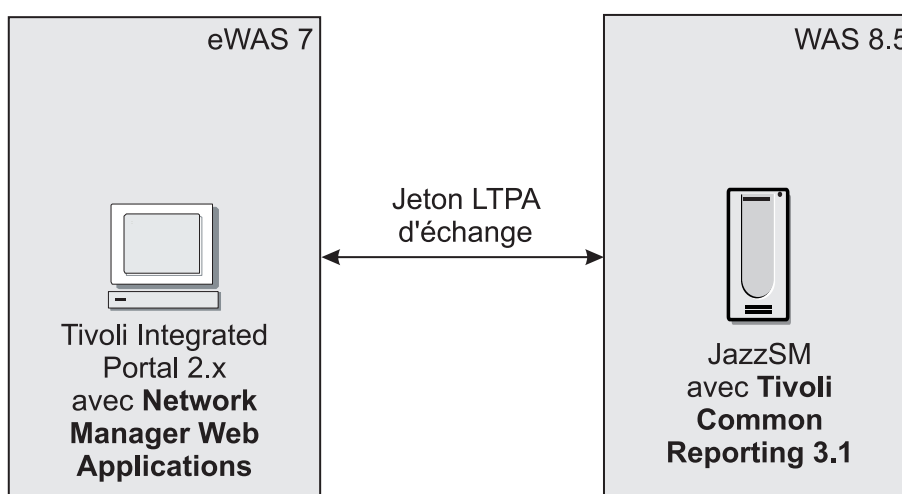 eWAS 7
WAS 8.5
Jeton LTPA
d'échange
Tivoli Integrated
Portal 2.x
avec Network
Manager Web
Applications
JazzSM
avec Tivoli
Common
Reporting 3.1